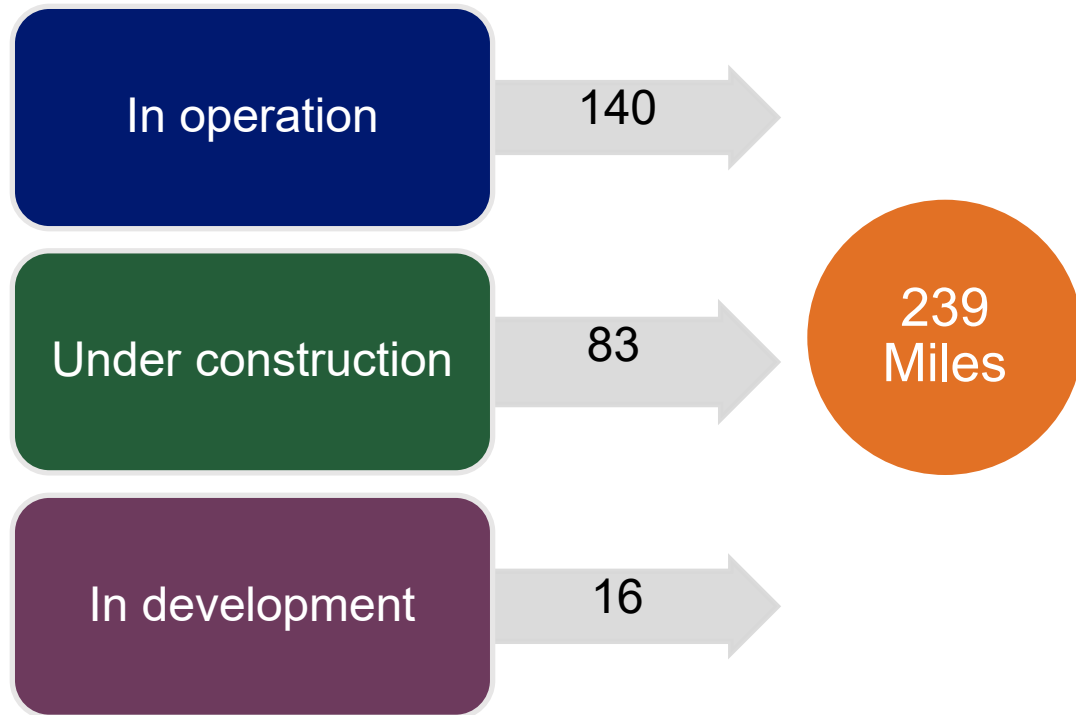 In operation
140
Under construction
83
In development
16
239
Miles